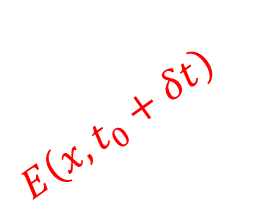 E(x, t₀ + δt)